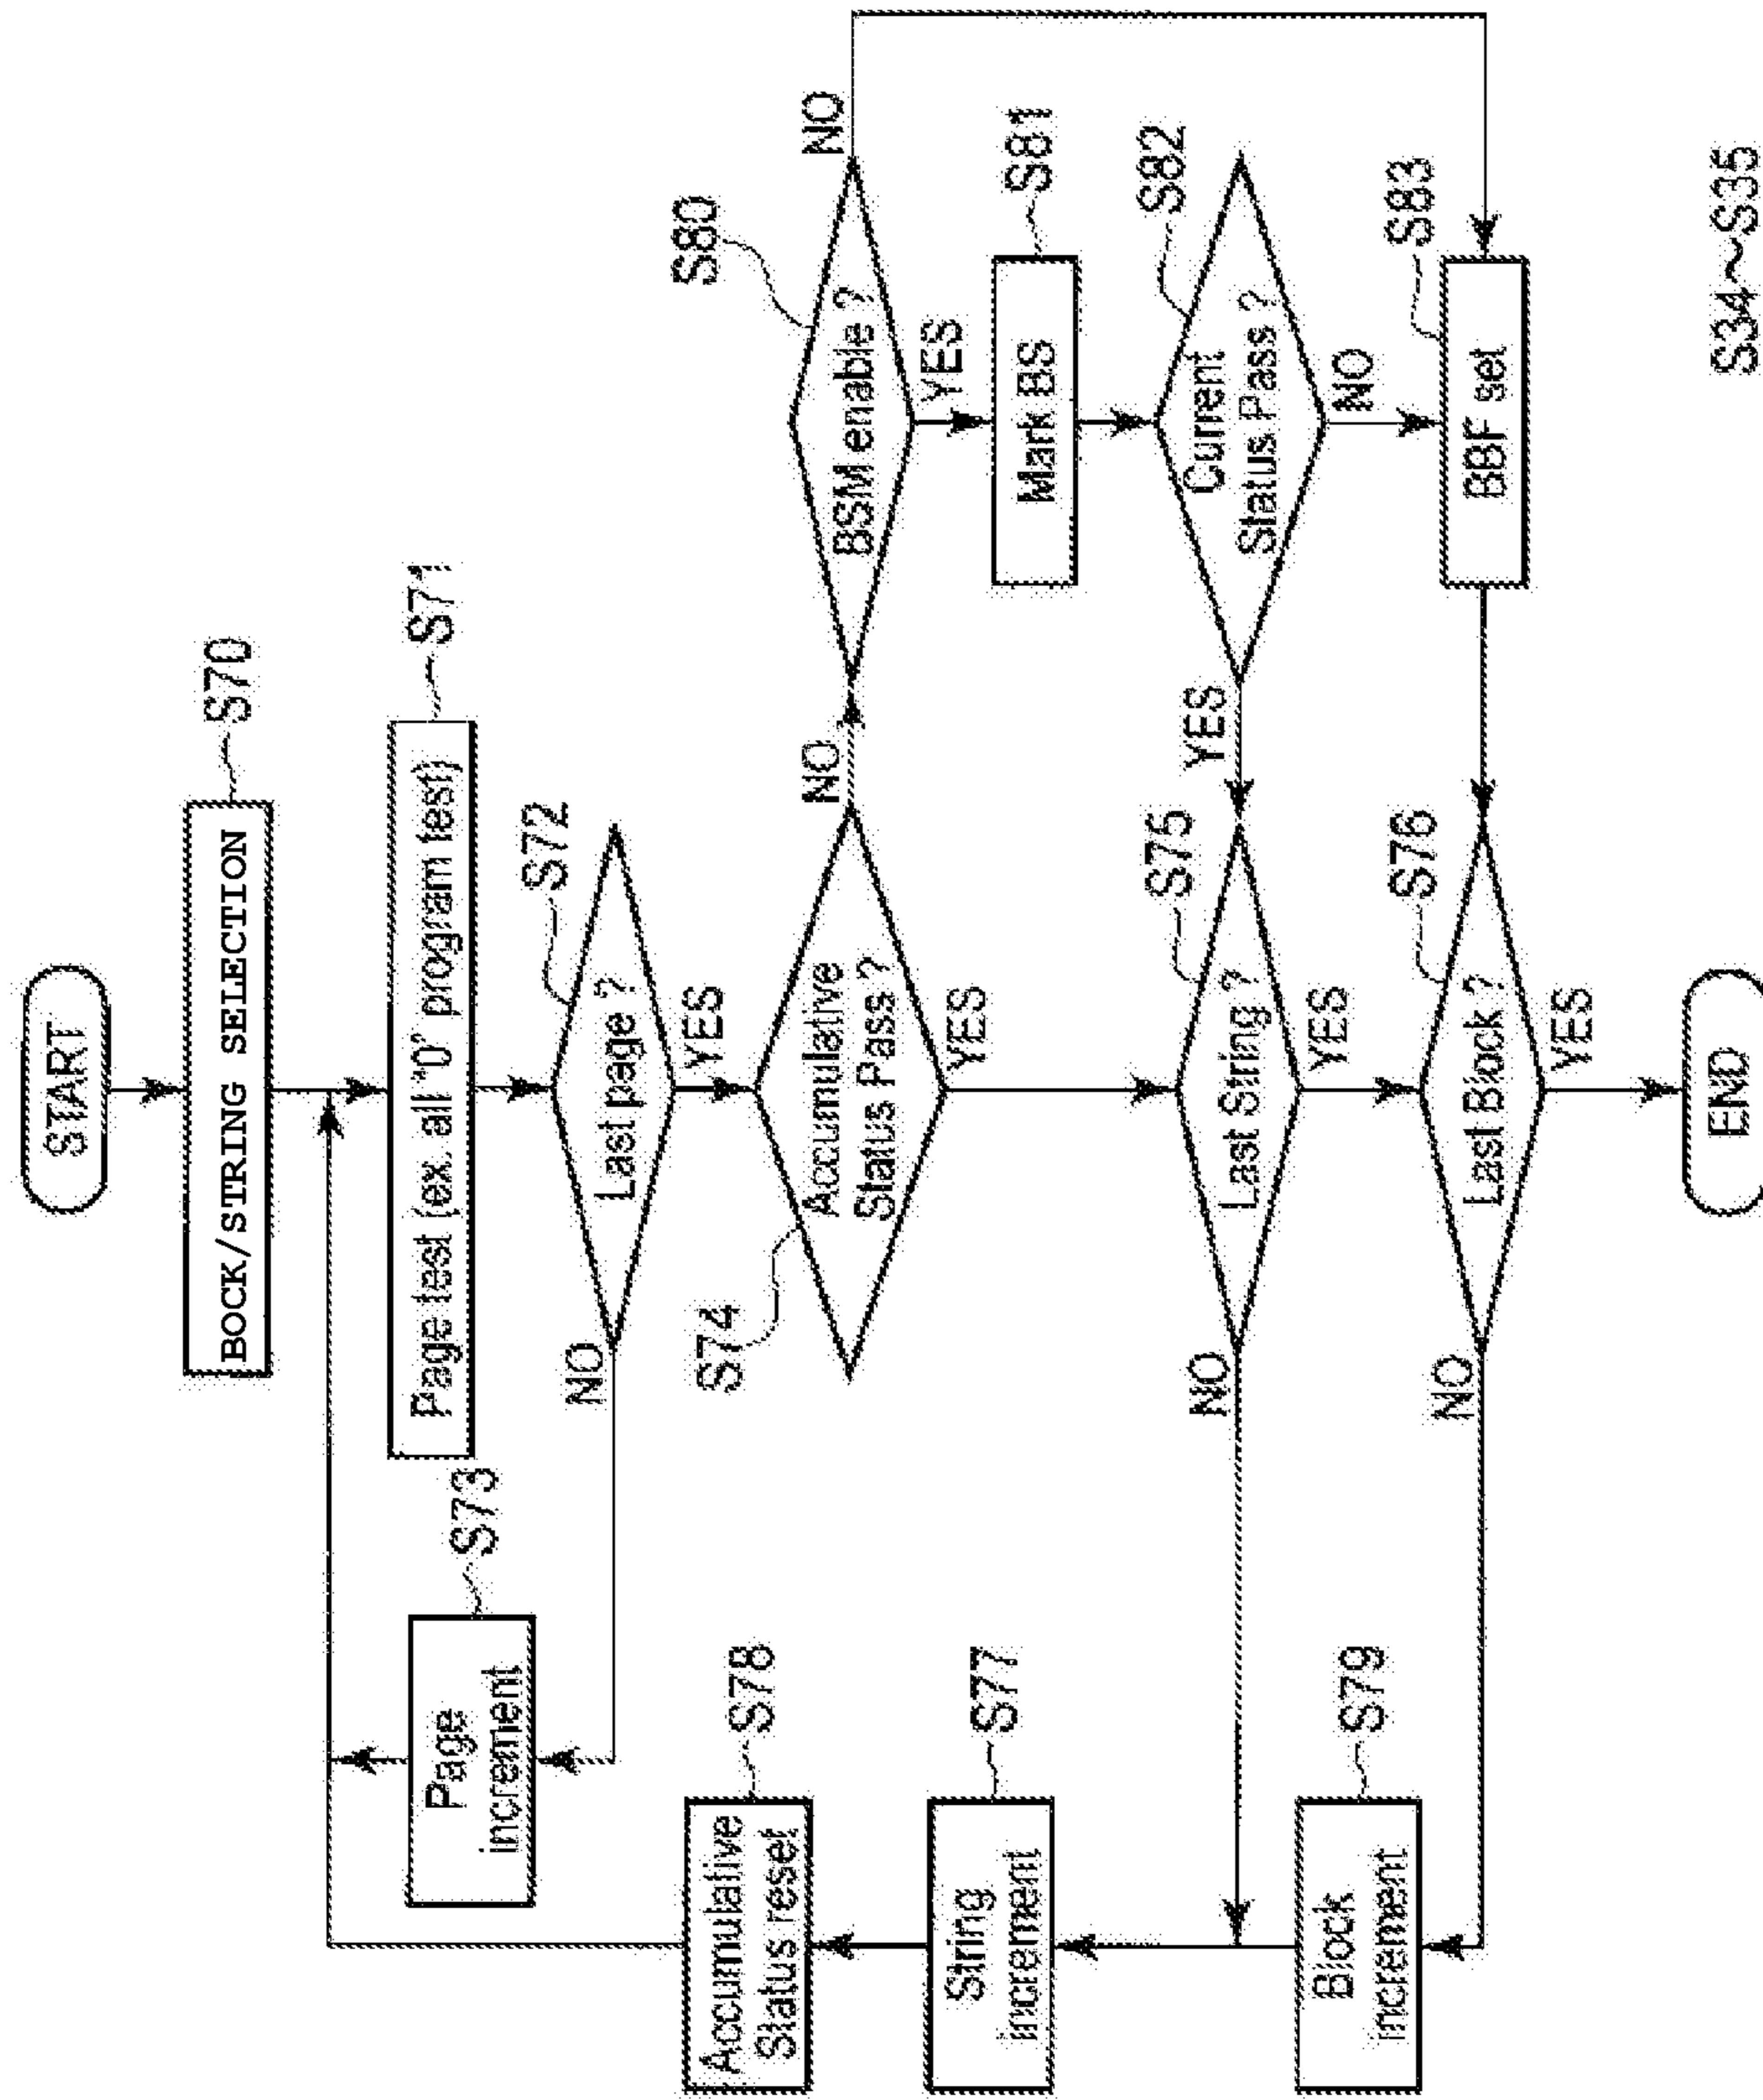 START
BOCK/STRING SELECTION
S70
Page test (ex. all "0" program test)
S71
Last page ?
S72
NO
YES
Page
increment
S73
Accumulative
Status Pass ?
S74
NO
YES
BSM enable ?
S80
NO
YES
Mark BS
S81
Current
Status Pass ?
S82
YES
NO
BBF set
S83
Last String ?
S75
NO
YES
Last Block ?
S76
NO
YES
Accumulative
Status reset
S78
String
increment
S77
Block
increment
S79
END
S34~S35